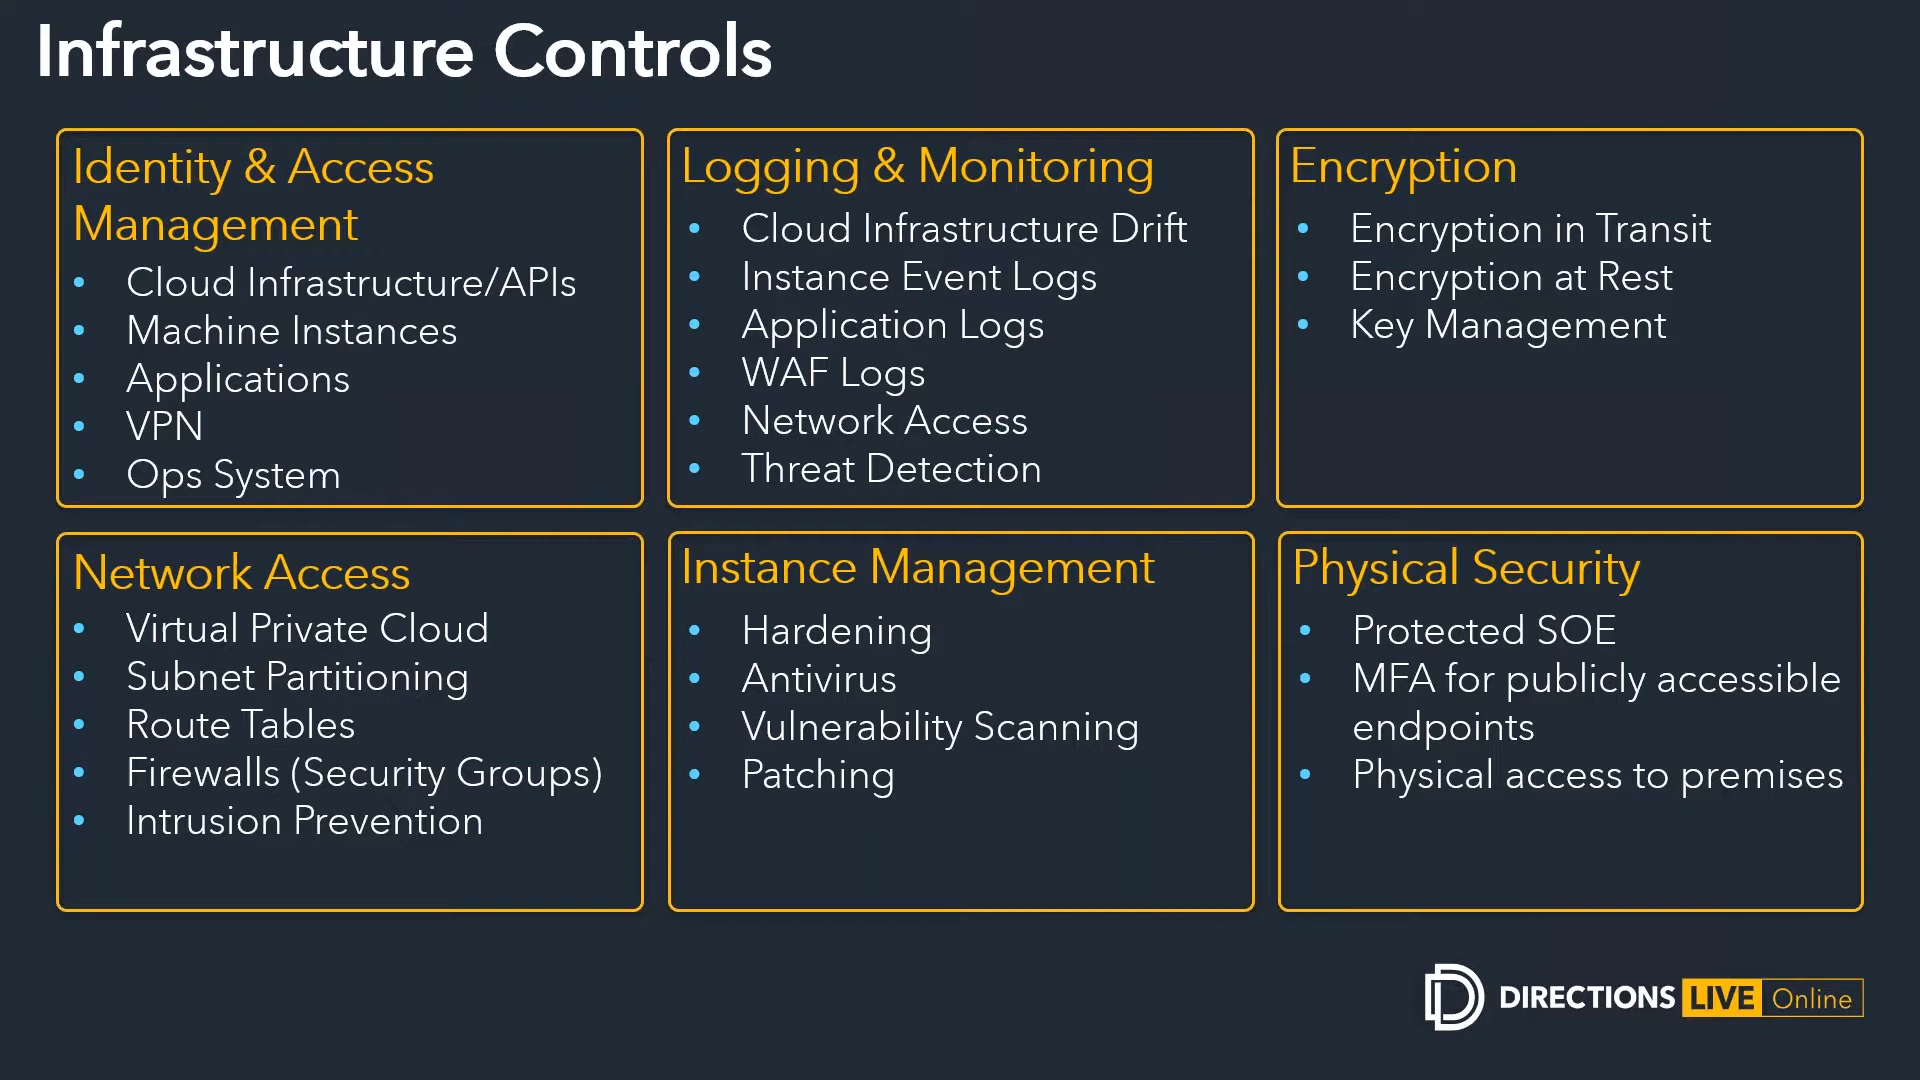 Infrastructure Controls
Identity & Access
Management
• Cloud Infrastructure/APIs
• Machine Instances
• Applications
• VPN
• Ops System
Logging & Monitoring
• Cloud Infrastructure Drift
• Instance Event Logs
• Application Logs
• WAF Logs
• Network Access
• Threat Detection
Encryption
• Encryption in Transit
• Encryption at Rest
• Key Management
Network Access
• Virtual Private Cloud
• Subnet Partitioning
• Route Tables
• Firewalls (Security Groups)
• Intrusion Prevention
Instance Management
• Hardening
• Antivirus
• Vulnerability Scanning
• Patching
Physical Security
• Protected SOE
• MFA for publicly accessible
endpoints
• Physical access to premises
DIRECTIONS LIVE Online